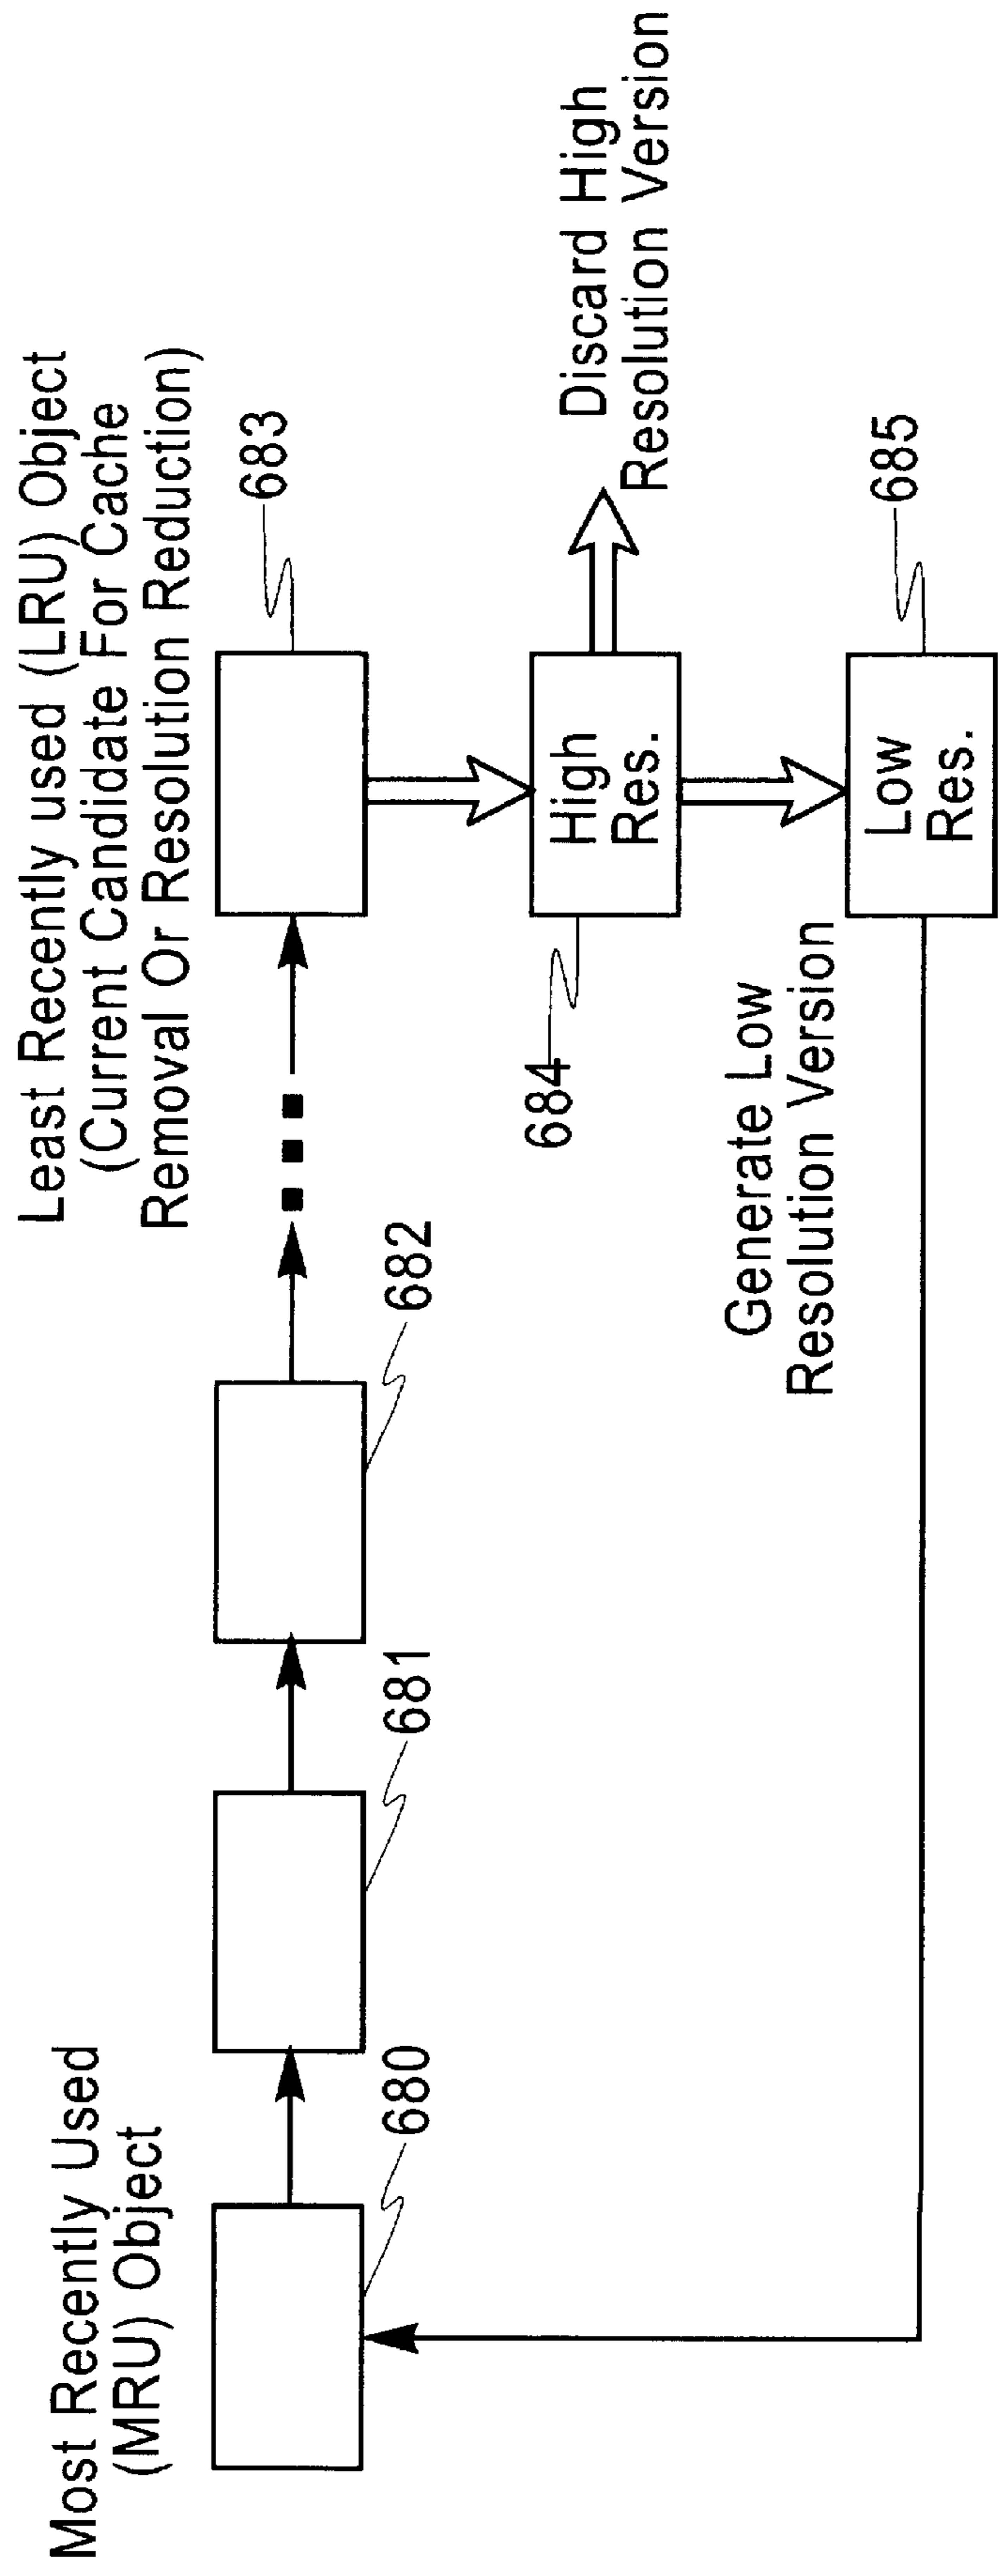 Most Recently Used
(MRU) Object
Least Recently used (LRU) Object
(Current Candidate For Cache
Removal Or Resolution Reduction)
680
681
682
683
684
High
Res.
Discard High
Resolution Version
Generate Low
Resolution Version
Low
Res.
685